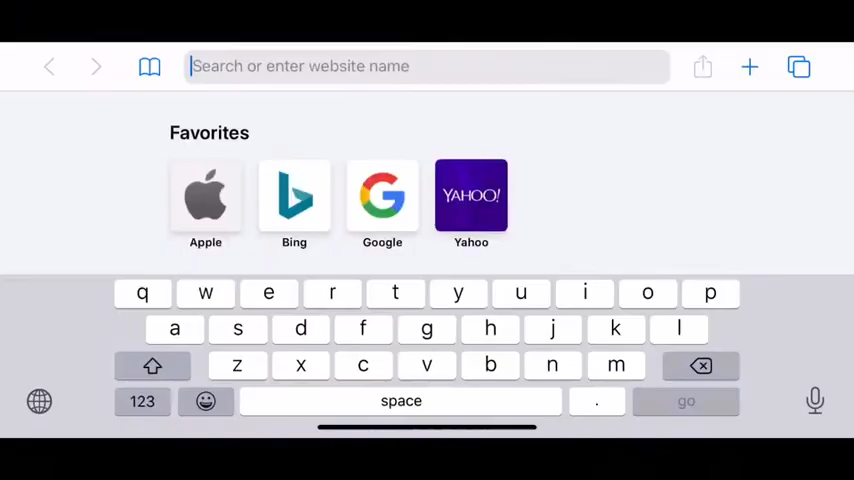 Search or enter website name
Favorites
YAHOO!
Apple Bing Google Yahoo
q w e r t y u i o p
a s d f g h j k l
z x c v b n m
123 space . go